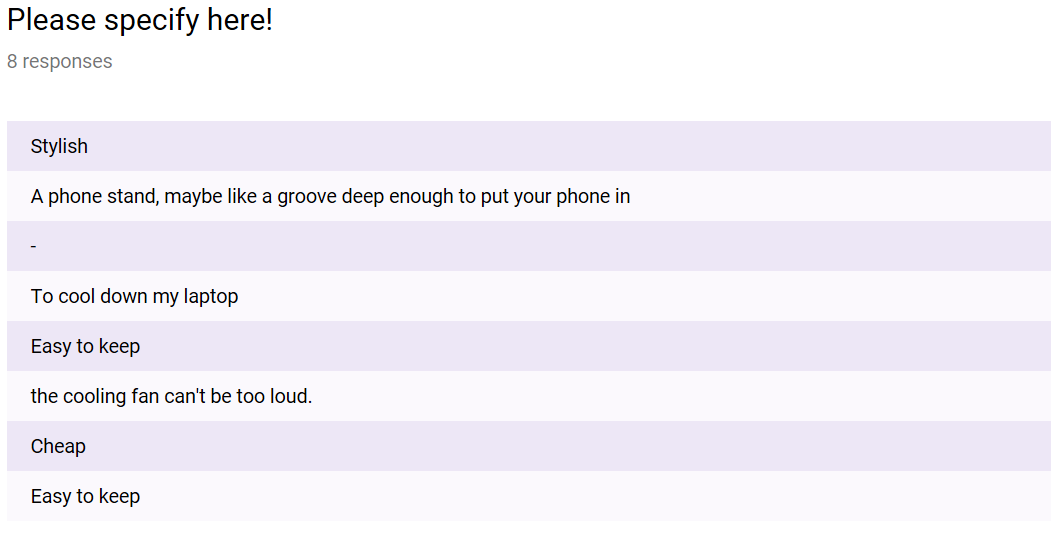 Please specify here!
8 responses
Stylish
A phone stand, maybe like a groove deep enough to put your phone in
-
To cool down my laptop
Easy to keep
the cooling fan can't be too loud.
Cheap
Easy to keep